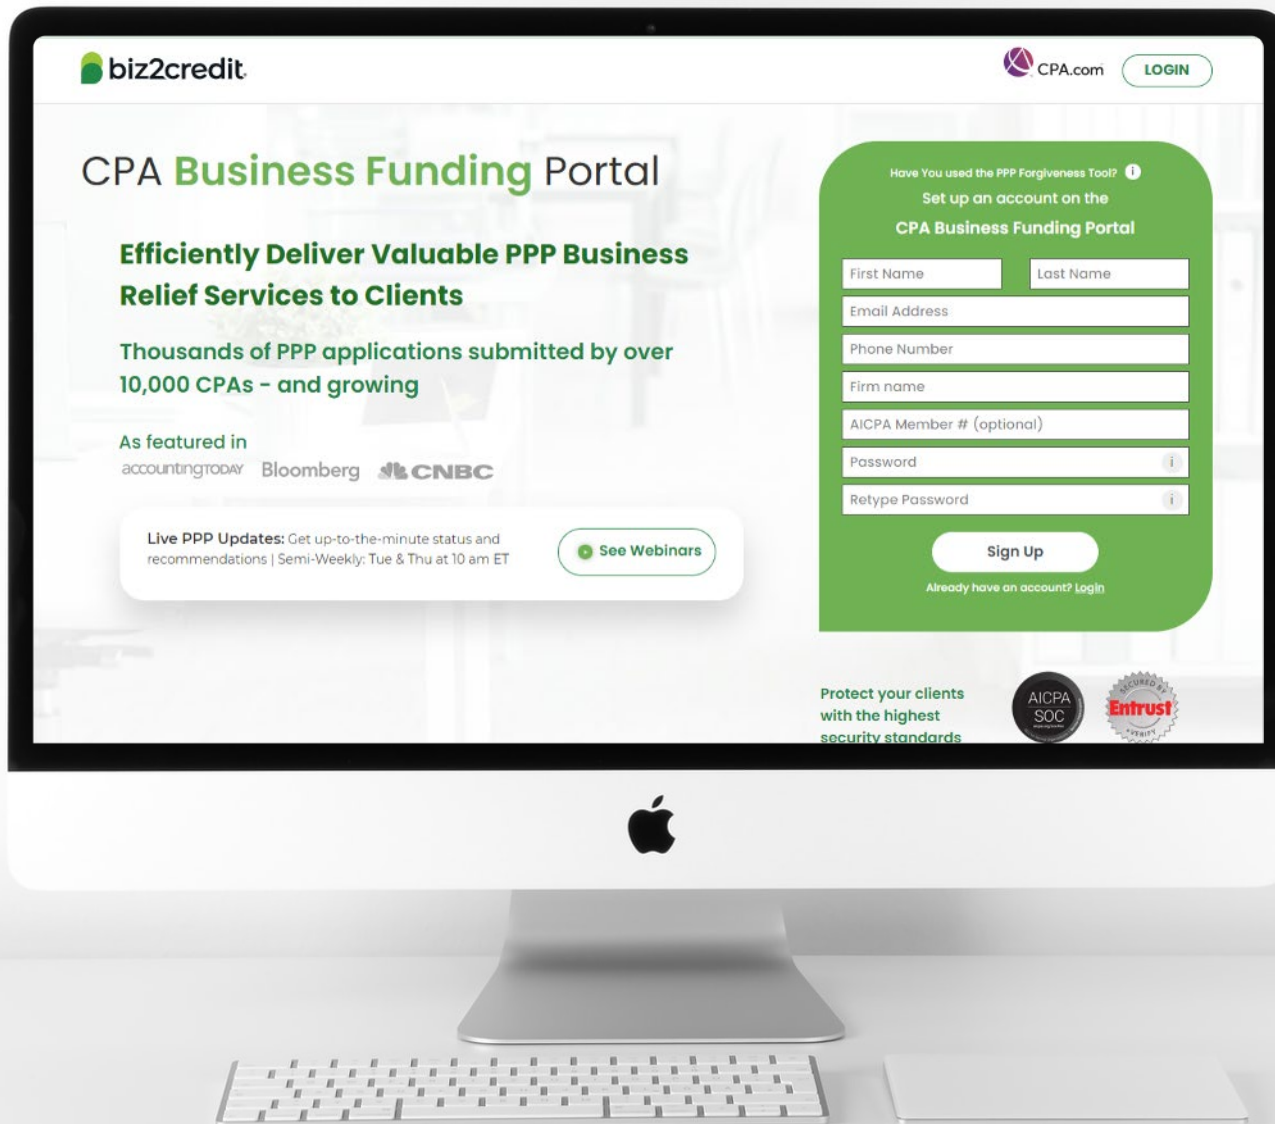 biz2credit
CPA.com
LOGIN
CPA Business Funding Portal
Efficiently Deliver Valuable PPP Business
Relief Services to Clients
Thousands of PPP applications submitted by over
10,000 CPAs - and growing
As featured in
accountingTODAY Bloomberg CNBC
Live PPP Updates: Get up-to-the-minute status and
recommendations | Semi-Weekly: Tue & Thu at 10 am ET
See Webinars
Have You used the PPP Forgiveness Tool? i
Set up an account on the
CPA Business Funding Portal
First Name
Last Name
Email Address
Phone Number
Firm name
AICPA Member # (optional)
Password i
Retype Password i
Sign Up
Already have an account? Login
Protect your clients
with the highest
security standards
AICPA
SOC
SECURED BY
Entrust
VERIFY